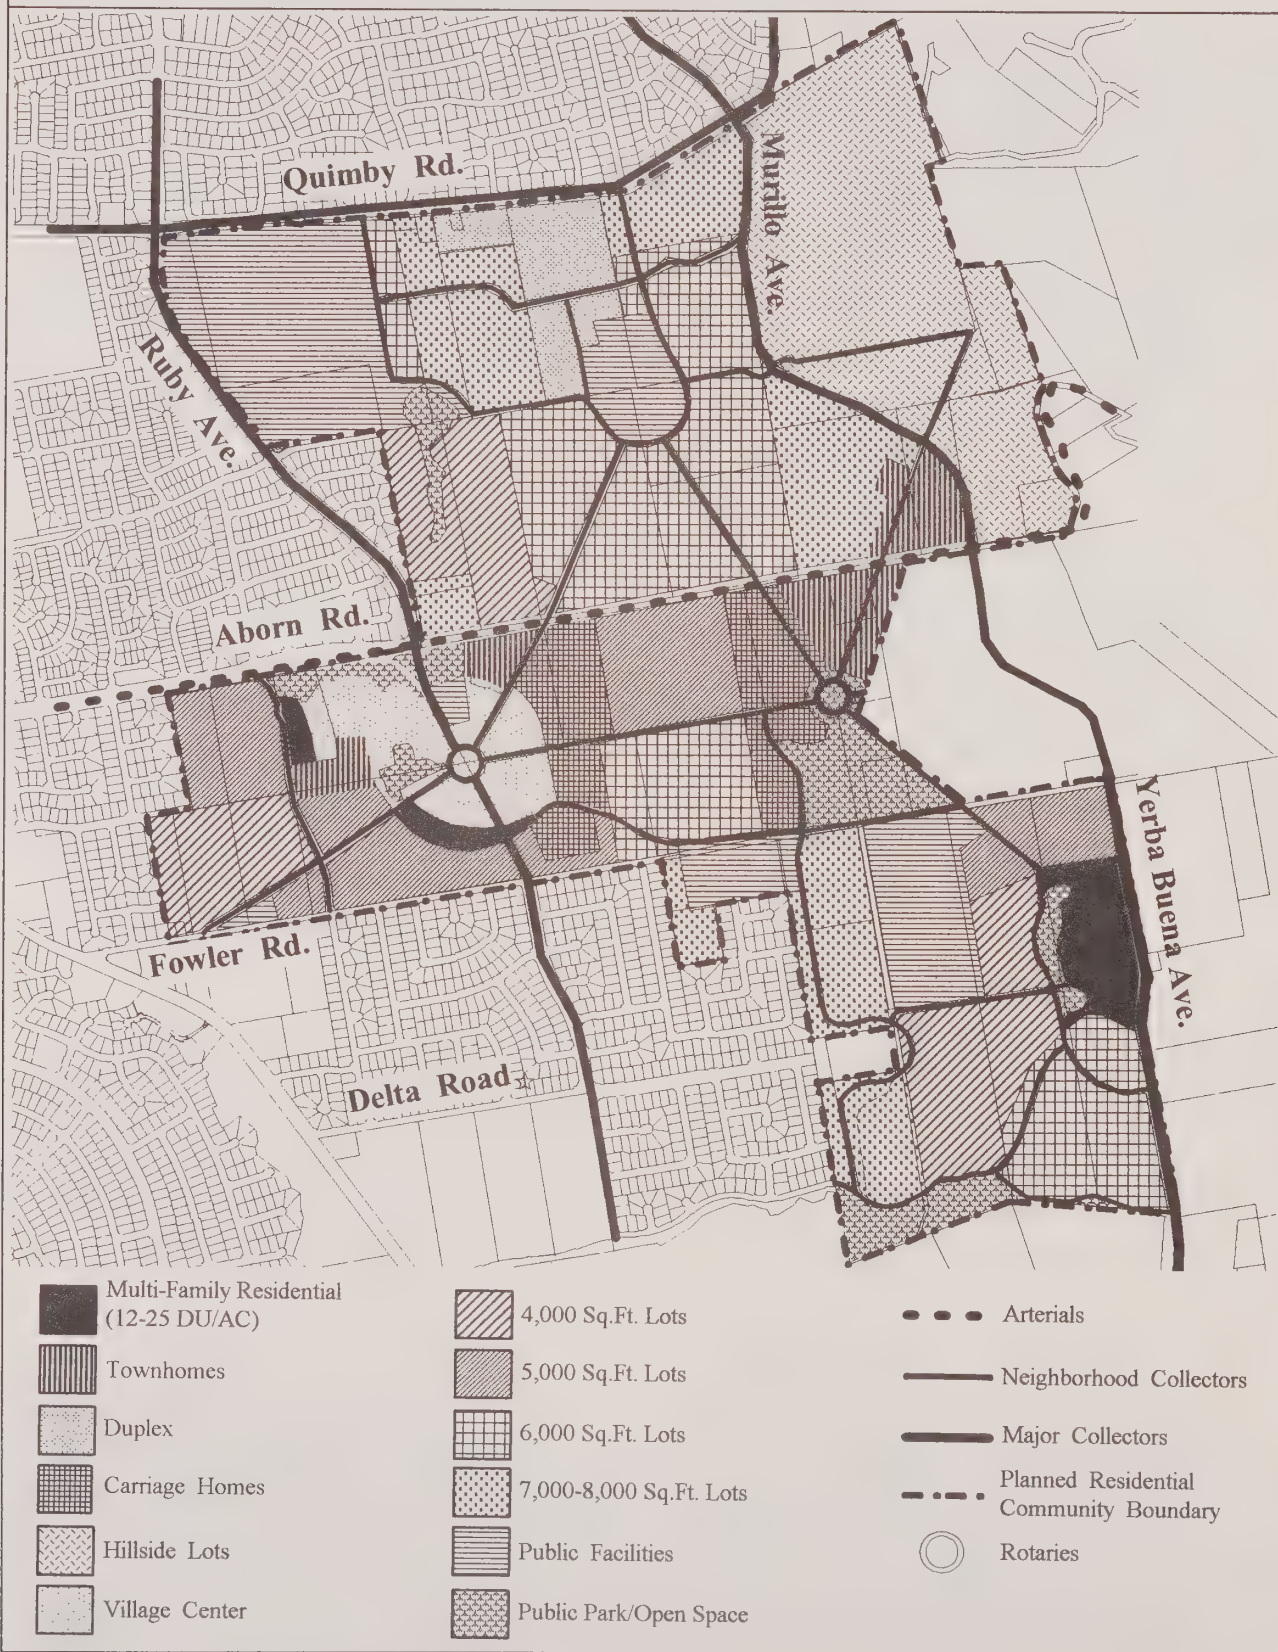 Quimby Rd.
Murillo Ave.
Ruby Ave.
Aborn Rd.
Yerba Buena Ave.
Fowler Rd.
Delta Road
Multi-Family Residential
(12-25 DU/AC)
Townhomes
Duplex
Carriage Homes
Hillside Lots
Village Center
4,000 Sq.Ft. Lots
5,000 Sq.Ft. Lots
6,000 Sq.Ft. Lots
7,000-8,000 Sq.Ft. Lots
Public Facilities
Public Park/Open Space
Arterials
Neighborhood Collectors
Major Collectors
Planned Residential
Community Boundary
Rotaries